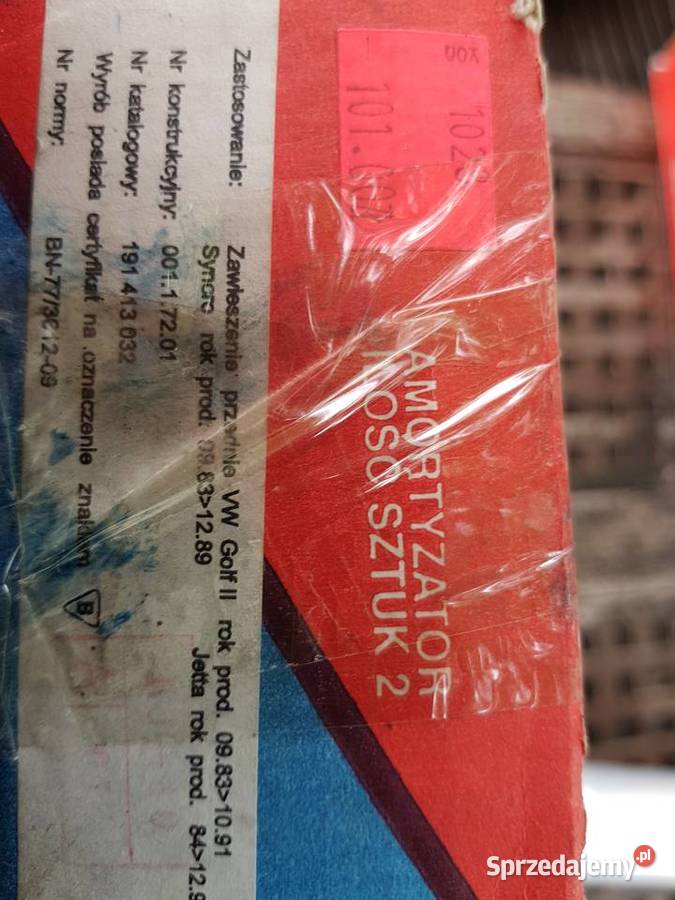 AMORTYZATOR
ILOŚĆ SZTUK 2
Zastosowanie: Zawieszenie przednie VW Golf II rok prod. 09.83>10.91
Syncro rok prod. 09.83>12.89 Jetta rok prod. 84>12.9
Nr konstrukcyjny: 001.1.72.01
Nr katalogowy: 191 413 032
Wyrób posiada certyfikat na oznaczenie znakiem B
Nr normy: BN-77/3612-09
Sprzedajemy.pl